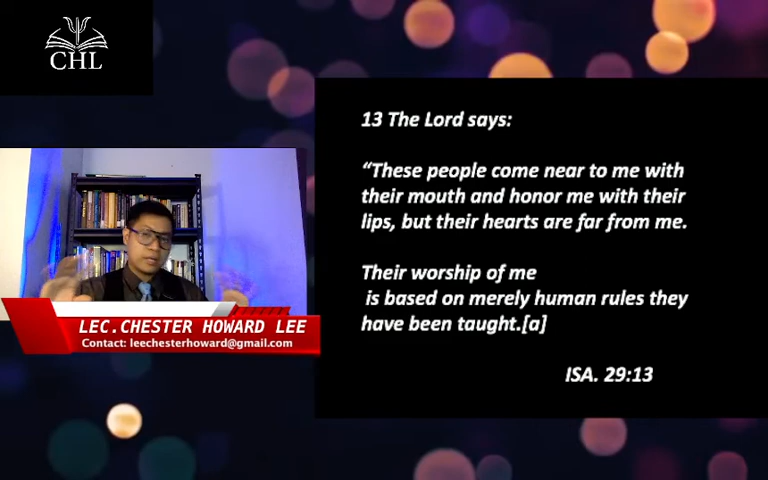 CHL
13 The Lord says:
“These people come near to me with
their mouth and honor me with their
lips, but their hearts are far from me.
Their worship of me
is based on merely human rules they
have been taught.[a]
ISA. 29:13
LEC.CHESTER HOWARD LEE
Contact: leechesterhoward@gmail.com